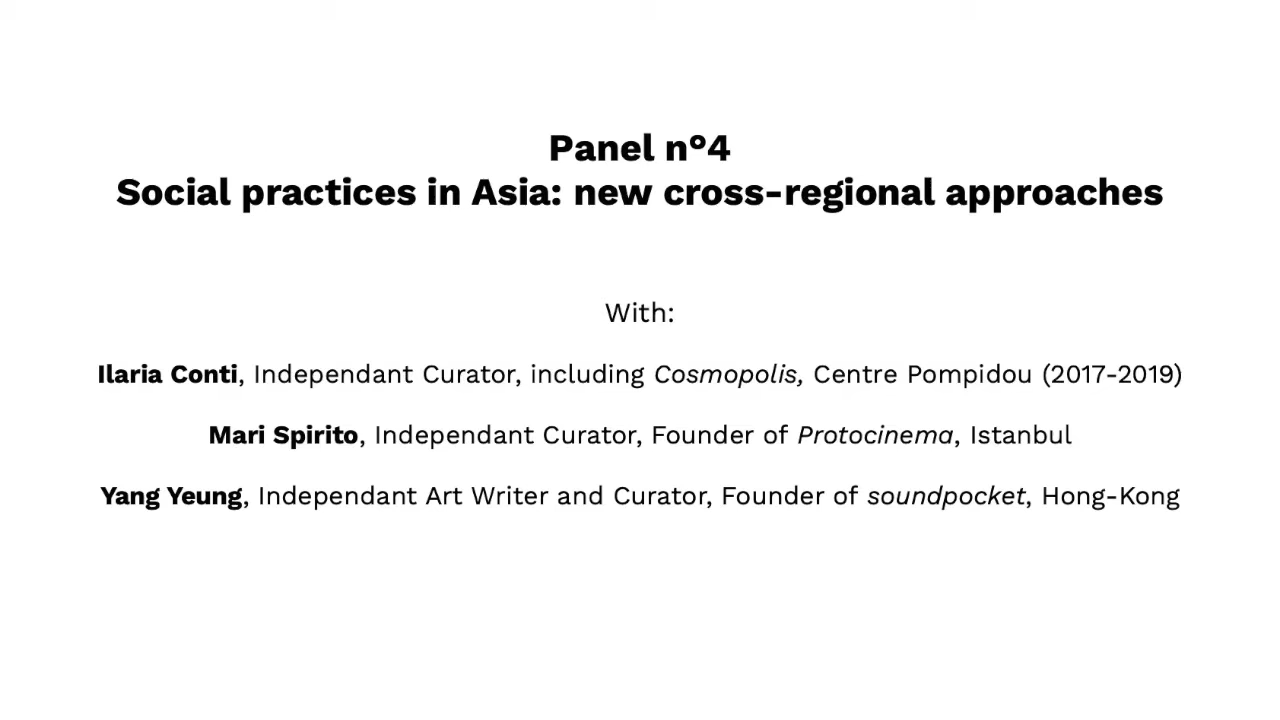 Panel n°4
Social practices in Asia: new cross-regional approaches
With:
Ilaria Conti, Independant Curator, including Cosmopolis, Centre Pompidou (2017-2019)
Mari Spirito, Independant Curator, Founder of Protocinema, Istanbul
Yang Yeung, Independant Art Writer and Curator, Founder of soundpocket, Hong-Kong